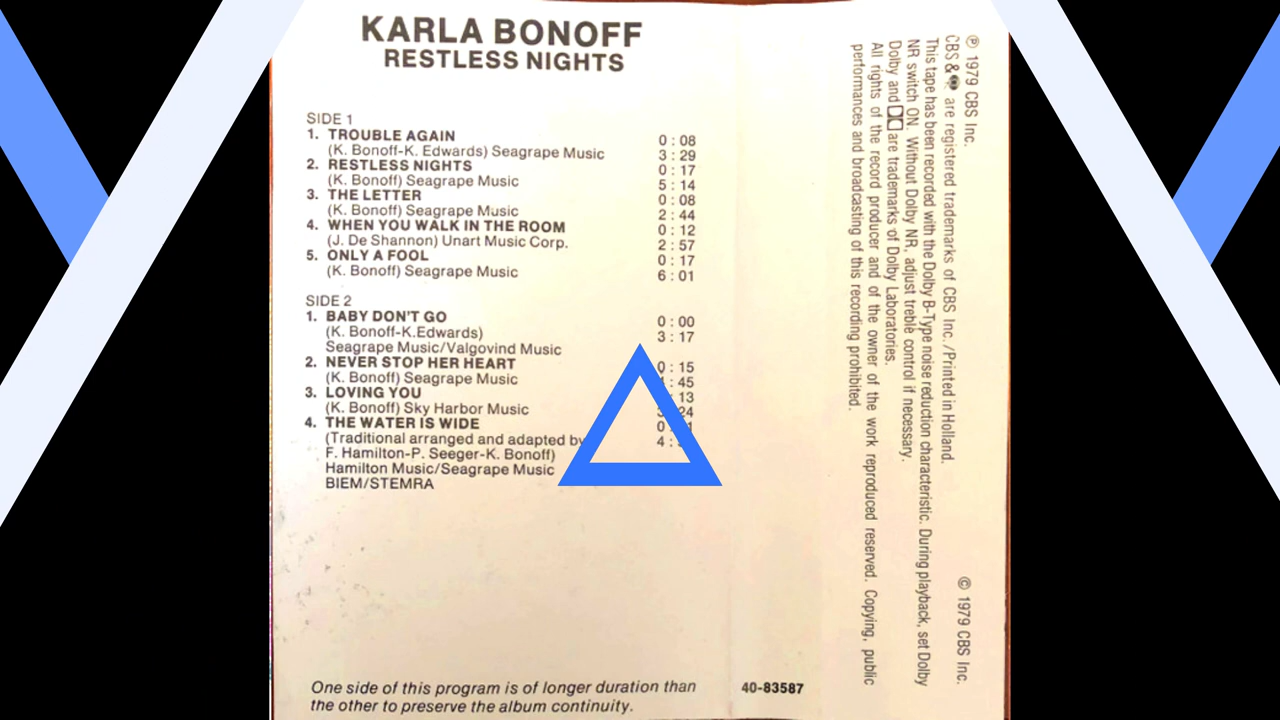 KARLA BONOFF
RESTLESS NIGHTS
SIDE 1
1. TROUBLE AGAIN 0 : 08
(K. Bonoff-K. Edwards) Seagrape Music 3 : 29
2. RESTLESS NIGHTS 0 : 17
(K. Bonoff) Seagrape Music 5 : 14
3. THE LETTER 0 : 08
(K. Bonoff) Seagrape Music 2 : 44
4. WHEN YOU WALK IN THE ROOM 0 : 12
(J. De Shannon) Unart Music Corp. 2 : 57
5. ONLY A FOOL 0 : 17
(K. Bonoff) Seagrape Music 6 : 01
SIDE 2
1. BABY DON'T GO 0 : 00
(K. Bonoff-K.Edwards) 3 : 17
Seagrape Music/Valgovind Music
2. NEVER STOP HER HEART 0 : 15
(K. Bonoff) Seagrape Music : 45
3. LOVING YOU 13
(K. Bonoff) Sky Harbor Music 24
4. THE WATER IS WIDE 0
(Traditional arranged and adapted by 4 :
F. Hamilton-P. Seeger-K. Bonoff)
Hamilton Music/Seagrape Music
BIEM/STEMRA
One side of this program is of longer duration than
the other to preserve the album continuity.
40-83587
℗ 1979 CBS Inc. © 1979 CBS Inc.
CBS & are registered trademarks of CBS Inc. /Printed in Holland.
This tape has been recorded with the Dolby B-Type noise reduction characteristic. During playback, set Dolby
NR switch ON. Without Dolby NR, adjust treble control if necessary.
Dolby and are trademarks of Dolby Laboratories.
All rights of the record producer and of the owner of the work reproduced reserved. Copying, public
performances and broadcasting of this recording prohibited.